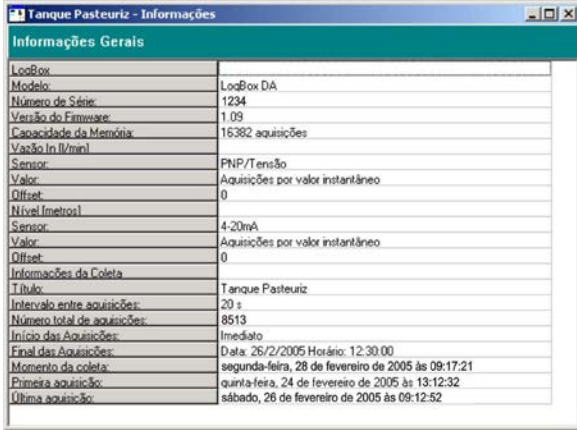 Tanque Pasteuriz - Informações
Informações Gerais
LogBox
Modelo: LogBox DA
Número de Série: 1234
Versão do Firmware: 1.09
Capacidade da Memória: 16382 aquisições
Vazão In [l/min]
Sensor: PNP/Tensão
Valor: Aquisições por valor instantâneo
Offset: 0
Nível [metros]
Sensor: 4-20mA
Valor: Aquisições por valor instantâneo
Offset: 0
Informações da Coleta
Título: Tanque Pasteuriz
Intervalo entre aquisições: 20 s
Número total de aquisições: 8513
Início das Aquisições: Imediato
Final das Aquisições: Data: 26/2/2005 Horário: 12:30:00
Momento da coleta: segunda-feira, 28 de fevereiro de 2005 às 09:17:21
Primeira aquisição: quinta-feira, 24 de fevereiro de 2005 às 13:12:32
Última aquisição: sábado, 26 de fevereiro de 2005 às 09:12:52